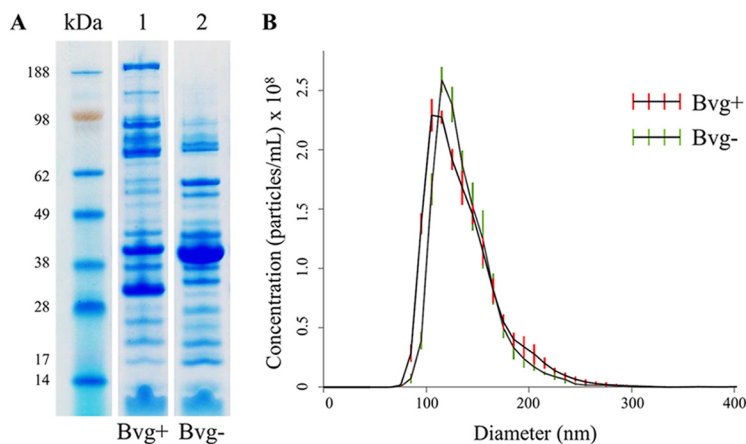 A kDa 1 2
188
98
62
49
38
28
17
14
Bvg+ Bvg-
B
Concentration (particles/mL) x 10⁸
2.5
2.0
1.5
1.0
0.5
0
0 100 200 300 400
Diameter (nm)
Bvg+
Bvg-